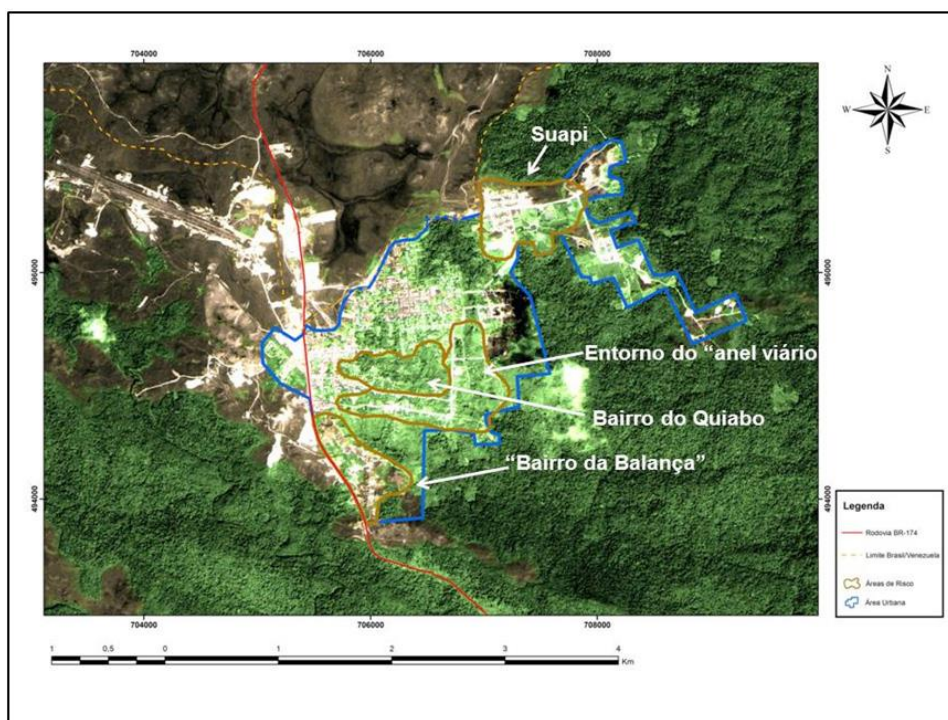 704000 706000 708000
N
W E
S
Suapi
496000 496000
Entorno do “anel viário
Bairro do Quiabo
“Bairro da Balança”
494000 494000
Legenda
Rodovia BR-174
Limite Brasil/Venezuela
Áreas de Risco
Área Urbana
704000 706000 708000
1 0,5 0 1 2 3 4
Km